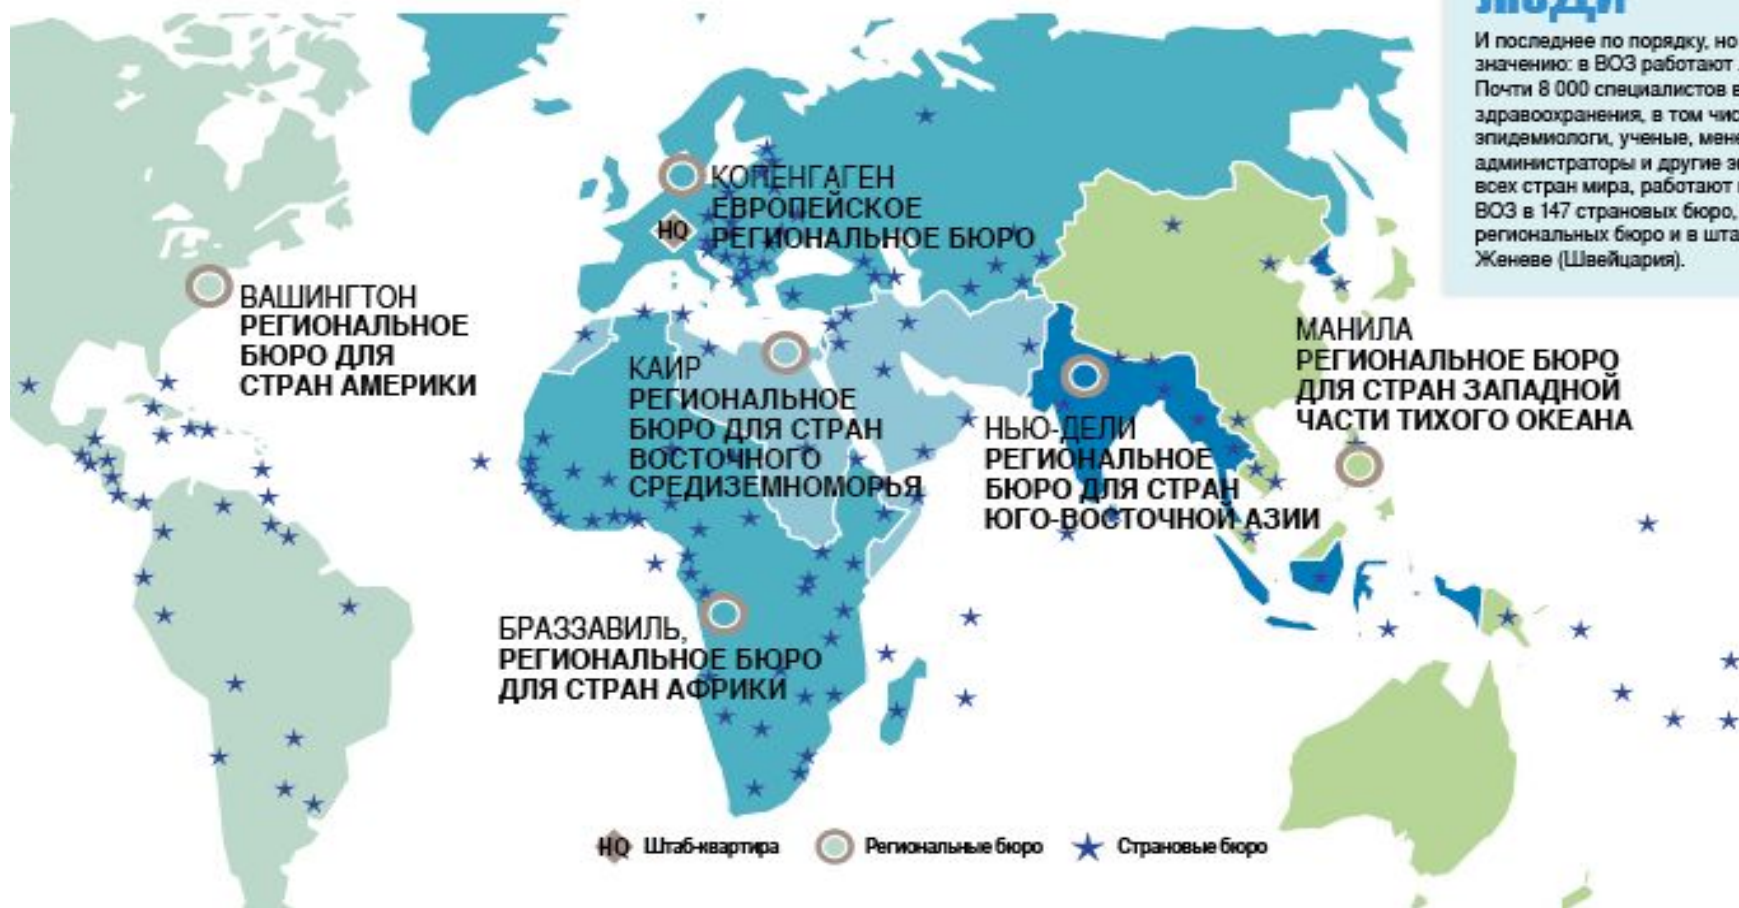 ЛЮДИ
И последнее по порядку, но
значению: в ВОЗ работают
Почти 8 000 специалистов в
здравоохранения, в том чис
эпидемиологи, ученые, мене
администраторы и другие э
всех стран мира, работают
ВОЗ в 147 страновых бюро,
региональных бюро и в шта
Женеве (Швейцария).
КОПЕНГАГЕН
ЕВРОПЕЙСКОЕ
РЕГИОНАЛЬНОЕ БЮРО
HQ
ВАШИНГТОН
РЕГИОНАЛЬНОЕ
БЮРО ДЛЯ
СТРАН АМЕРИКИ
КАИР
РЕГИОНАЛЬНОЕ
БЮРО ДЛЯ СТРАН
ВОСТОЧНОГО
СРЕДИЗЕМНОМОРЬЯ
МАНИЛА
РЕГИОНАЛЬНОЕ БЮРО
ДЛЯ СТРАН ЗАПАДНОЙ
ЧАСТИ ТИХОГО ОКЕАНА
НЬЮ-ДЕЛИ
РЕГИОНАЛЬНОЕ
БЮРО ДЛЯ СТРАН
ЮГО-ВОСТОЧНОЙ АЗИИ
БРАЗЗАВИЛЬ,
РЕГИОНАЛЬНОЕ БЮРО
ДЛЯ СТРАН АФРИКИ
HQ Штаб-квартира
Региональные бюро
Страновые бюро